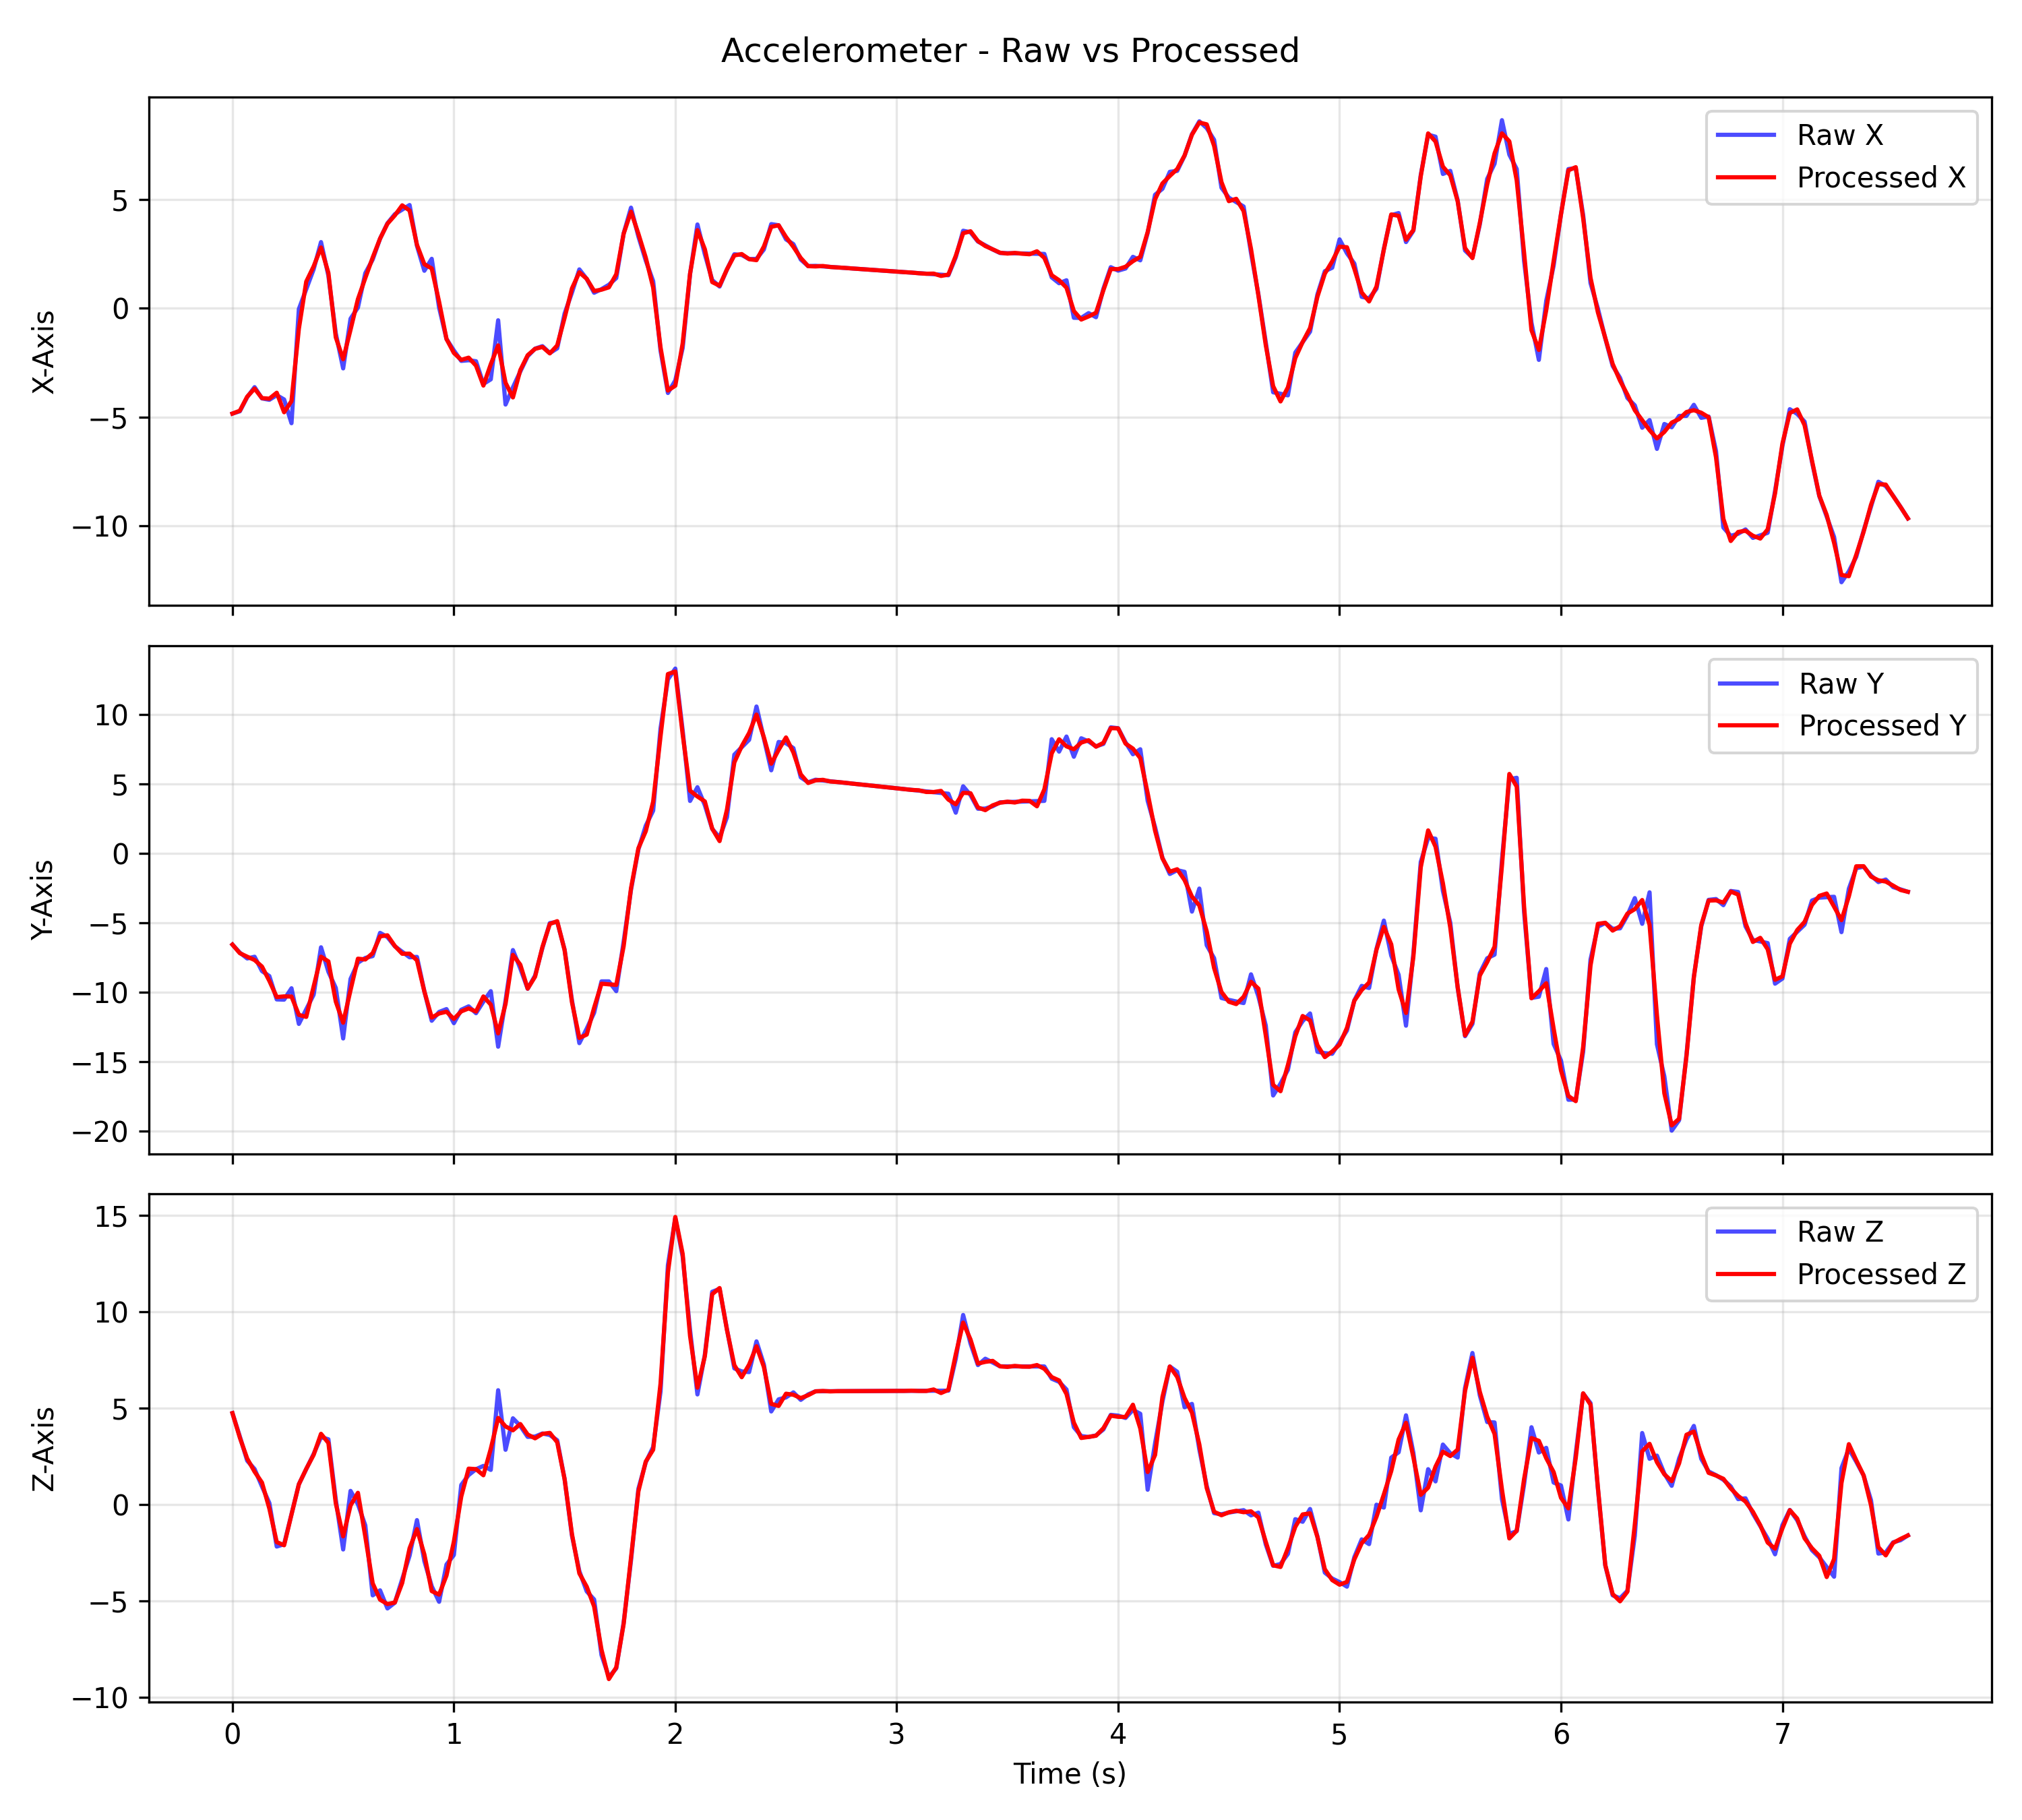 Accelerometer - Raw vs Processed
Raw X
Processed X
5
0
−5
−10
X-Axis
Raw Y
Processed Y
10
5
0
−5
−10
−15
−20
Y-Axis
Raw Z
Processed Z
15
10
5
0
−5
−10
Z-Axis
0 1 2 3 4 5 6 7
Time (s)